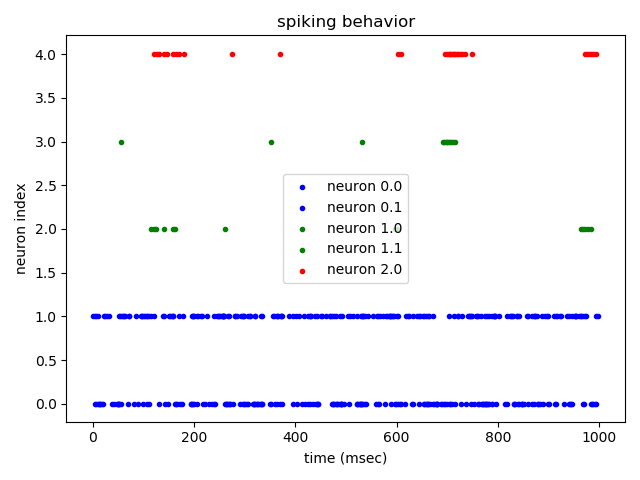 spiking behavior
4.0
3.5
3.0
2.5
2.0
1.5
1.0
0.5
0.0
neuron index
neuron 0.0
neuron 0.1
neuron 1.0
neuron 1.1
neuron 2.0
0 200 400 600 800 1000
time (msec)